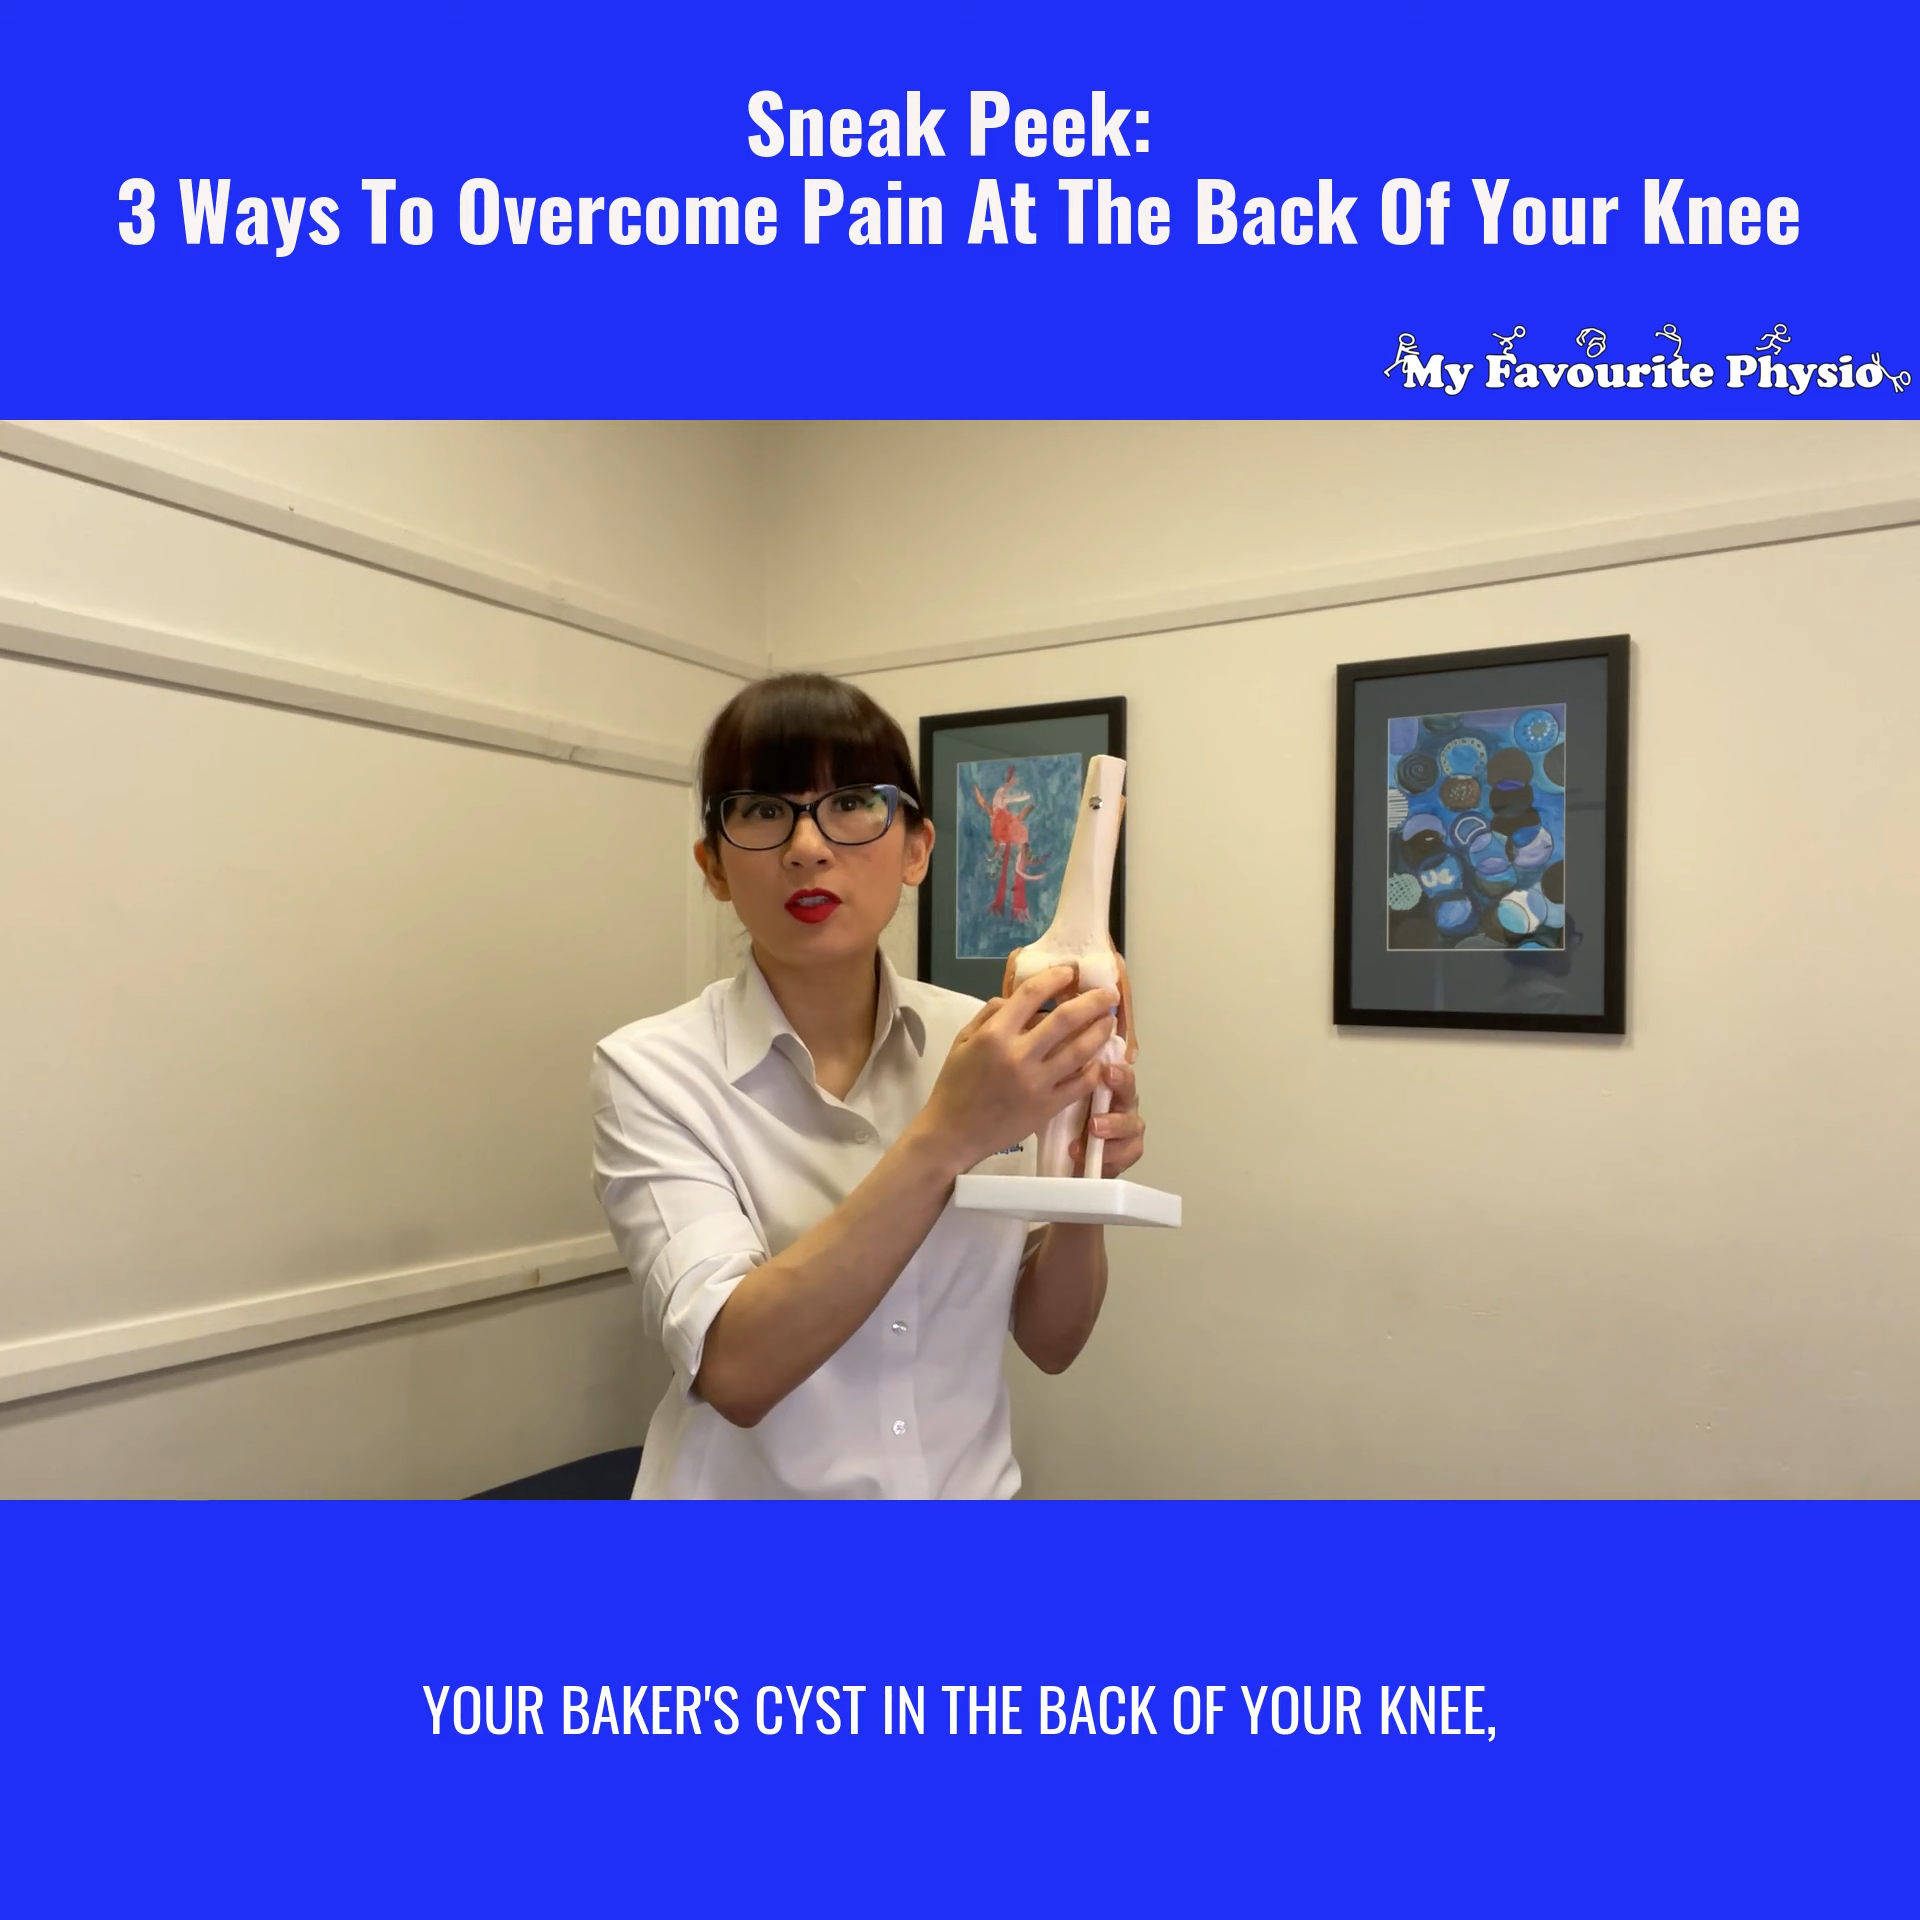 Sneak Peek:
3 Ways To Overcome Pain At The Back Of Your Knee
My Favourite Physio
YOUR BAKER'S CYST IN THE BACK OF YOUR KNEE,